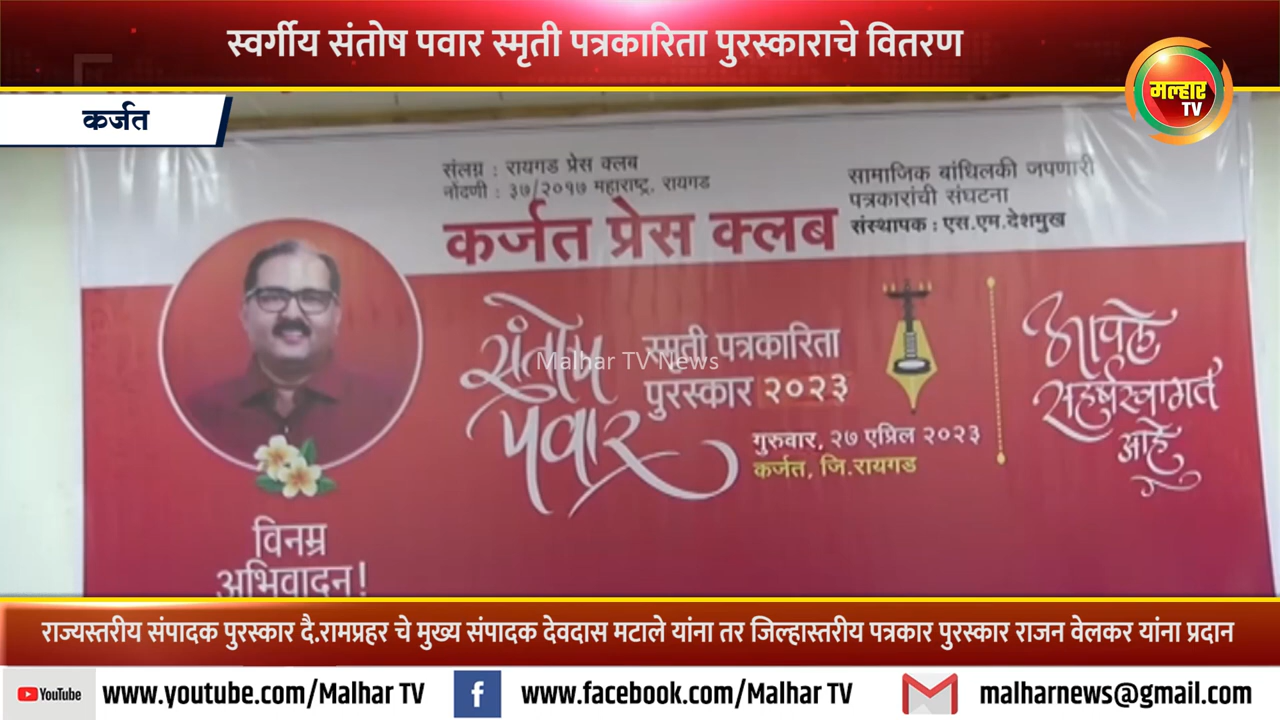 स्वर्गीय संतोष पवार स्मृती पत्रकारिता पुरस्काराचे वितरण
मल्हार
TV
कर्जत
संलग्न : रायगड प्रेस क्लब
नोंदणी : ३७/२०१७ महाराष्ट्र, रायगड
सामाजिक बांधिलकी जपणारी
पत्रकारांची संघटना
संस्थापक : एस.एम.देशमुख
कर्जत प्रेस क्लब
संतोष
पवार
स्मृती पत्रकारिता
पुरस्कार २०२३
Malhar TV News
गुरुवार, २७ एप्रिल २०२३
कर्जत, जि.रायगड
आपले
सहर्षस्वागत
आहे
विनम्र
अभिवादन!
राज्यस्तरीय संपादक पुरस्कार दै.रामप्रहर चे मुख्य संपादक देवदास मटाले यांना तर जिल्हास्तरीय पत्रकार पुरस्कार राजन वेलकर यांना प्रदान
YouTube
www.youtube.com/Malhar TV
f
www.facebook.com/Malhar TV
malharnews@gmail.com